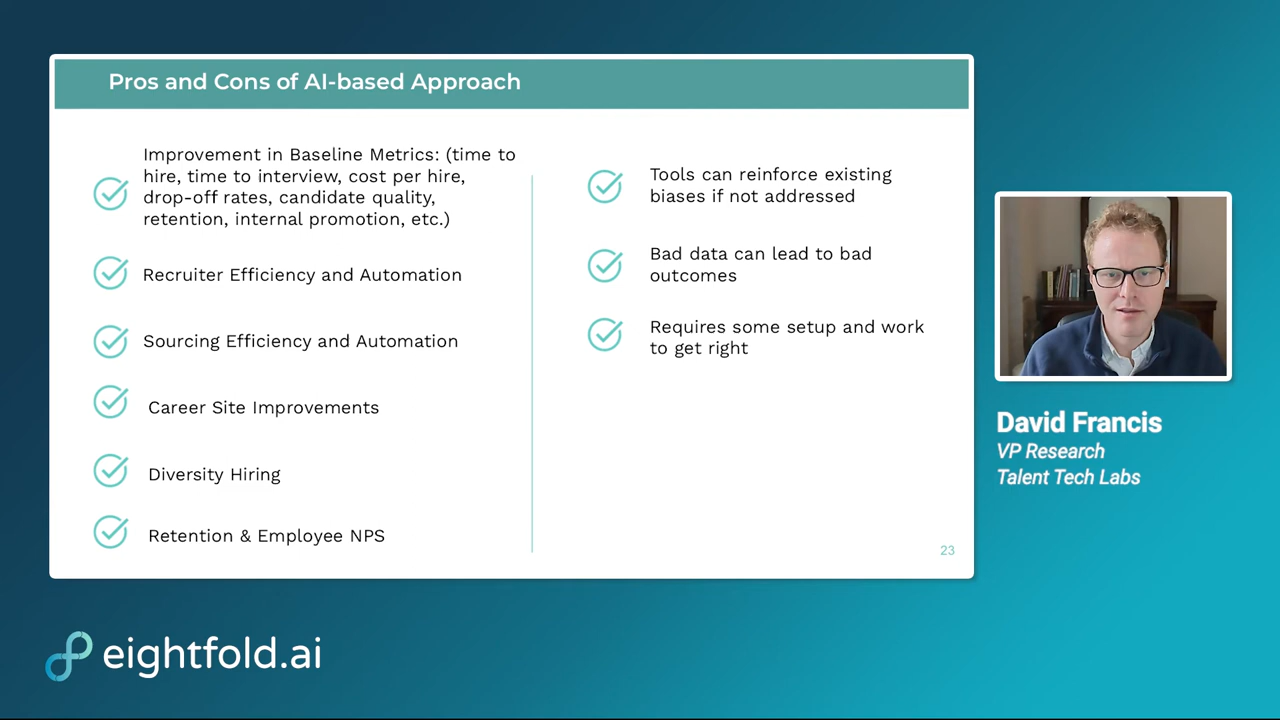 Pros and Cons of AI-based Approach
Improvement in Baseline Metrics: (time to
hire, time to interview, cost per hire,
drop-off rates, candidate quality,
retention, internal promotion, etc.)
Recruiter Efficiency and Automation
Sourcing Efficiency and Automation
Career Site Improvements
Diversity Hiring
Retention & Employee NPS
Tools can reinforce existing
biases if not addressed
Bad data can lead to bad
outcomes
Requires some setup and work
to get right
23
David Francis
VP Research
Talent Tech Labs
eightfold.ai